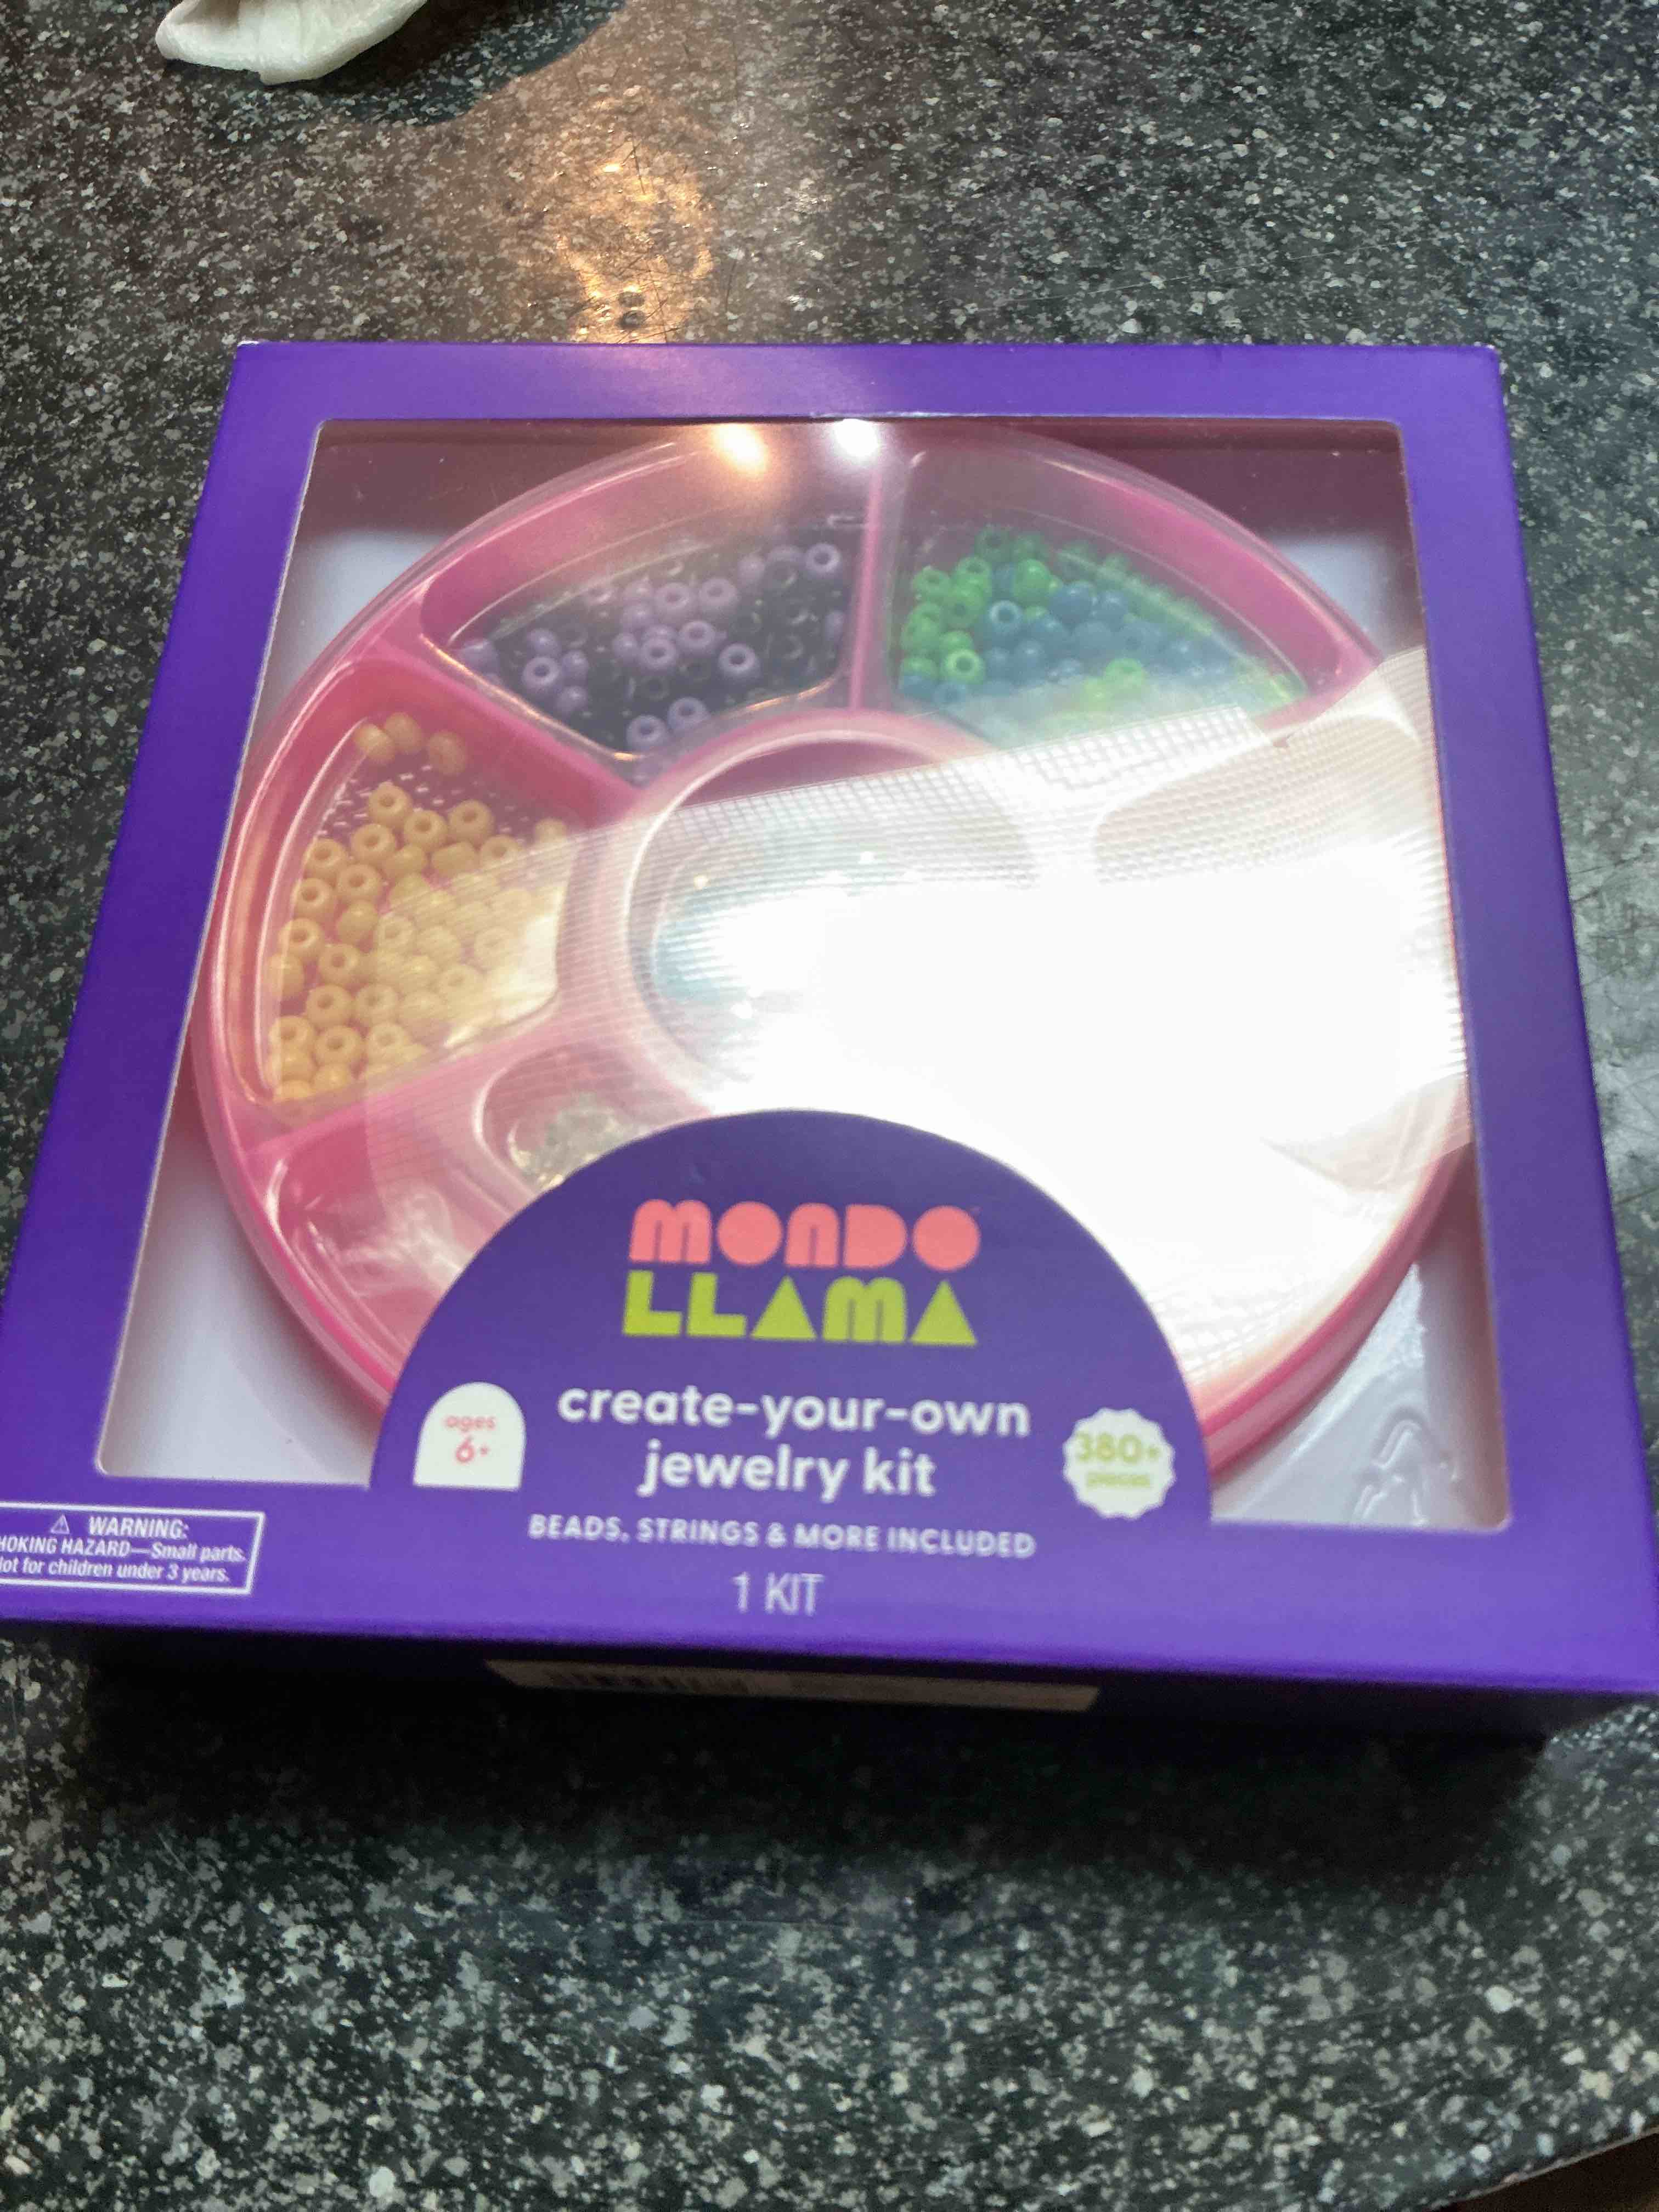 MONDO
LLAMA
ages
6+
create-your-own
jewelry kit
380+
pieces
BEADS, STRINGS & MORE INCLUDED
1 KIT
⚠ WARNING:
HOKING HAZARD—Small parts.
ot for children under 3 years.